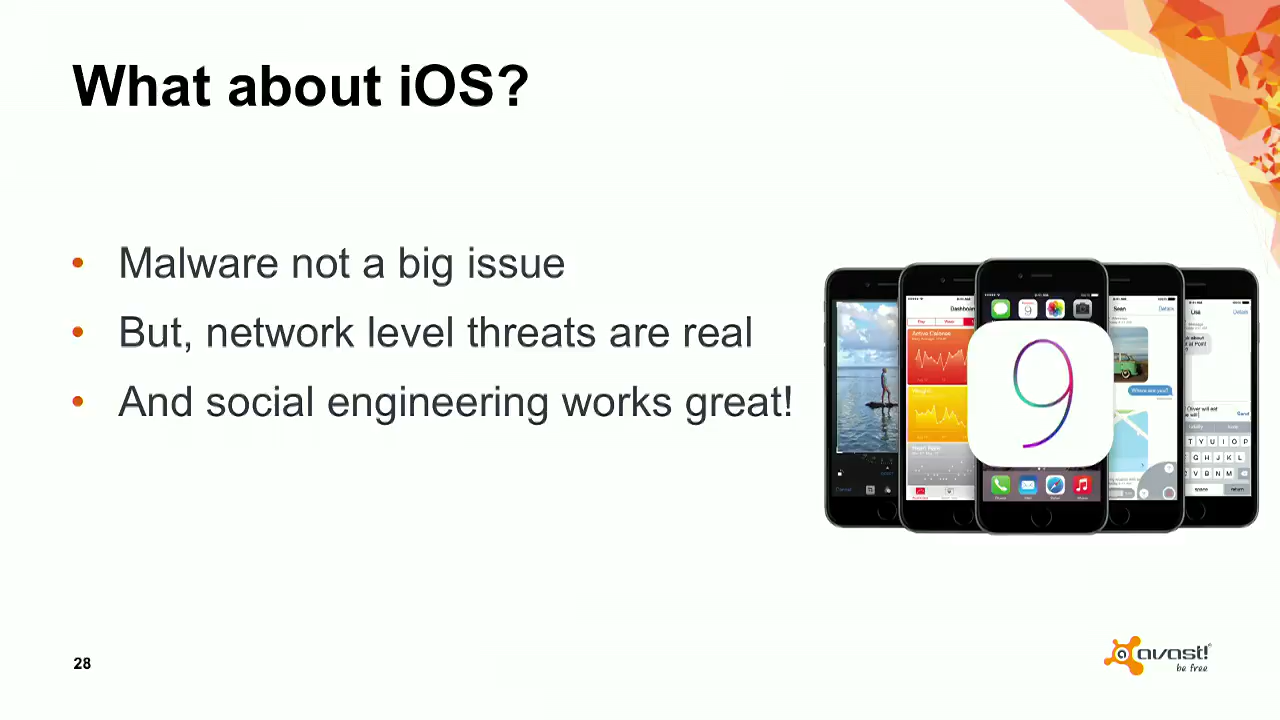 What about iOS?
• Malware not a big issue
• But, network level threats are real
• And social engineering works great!
9
28
avast!
be free